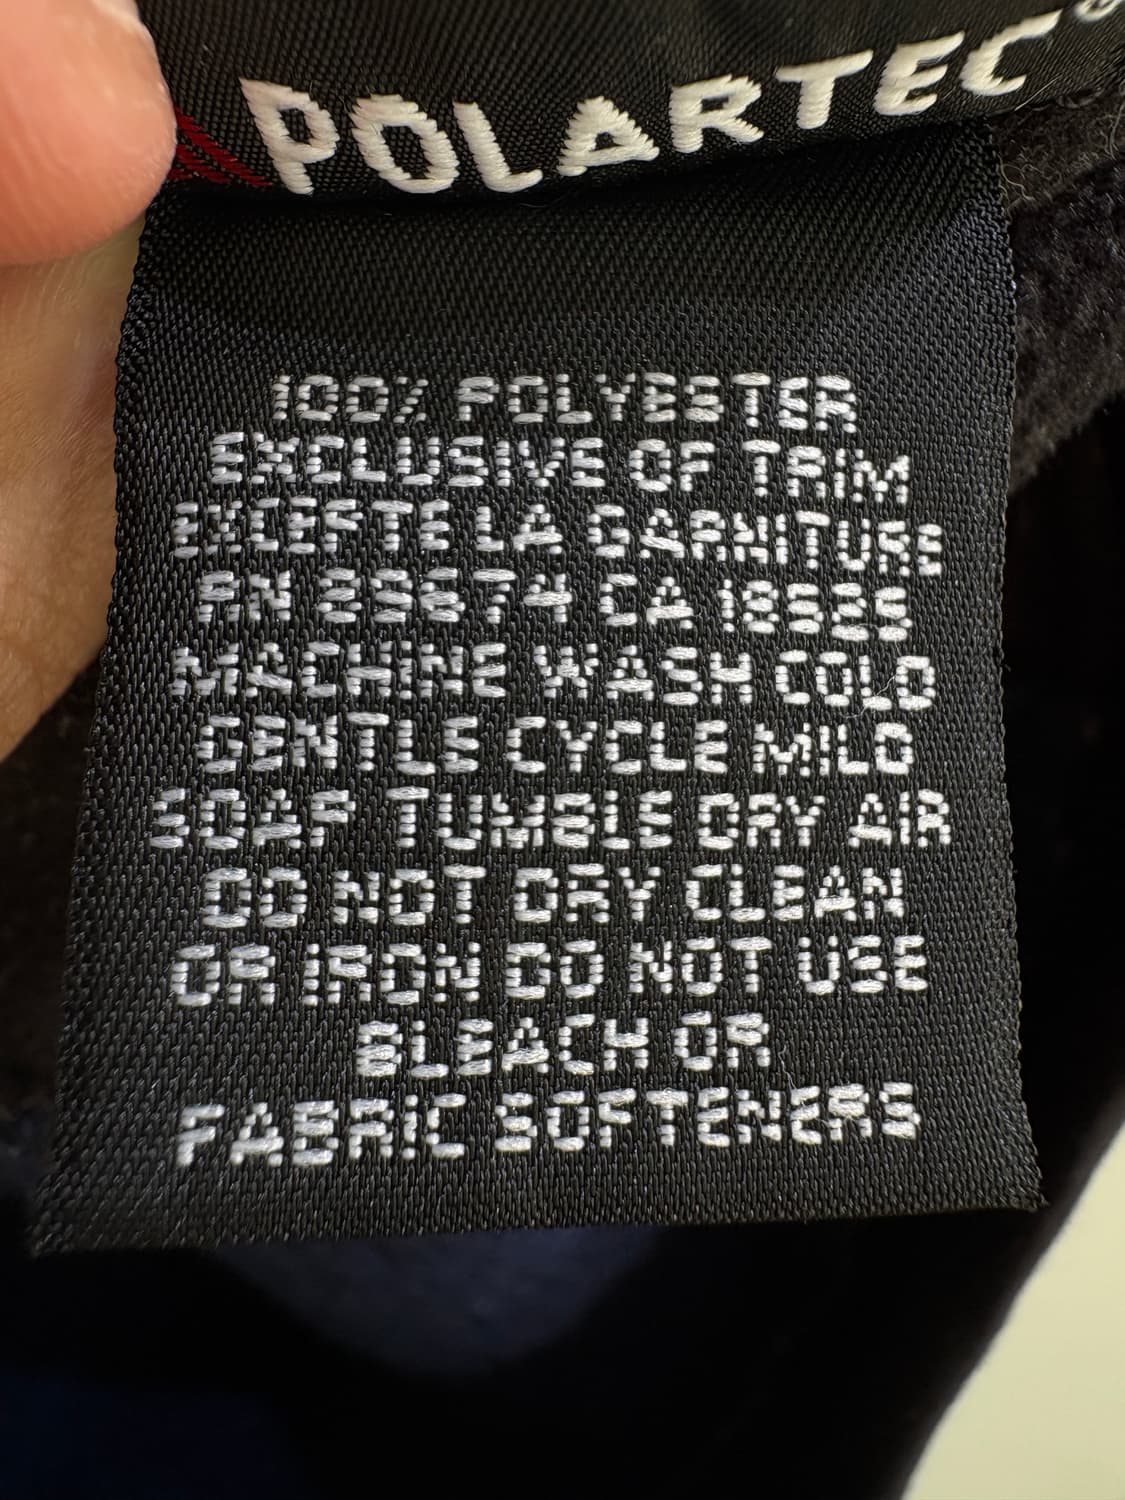 POLARTEC®
100% POLYESTER
EXCLUSIVE OF TRIM
EXCEPTE LA GARNITURE
RN 83674 CA 18525
MACHINE WASH COLD
GENTLE CYCLE MILD
SOAP TUMBLE DRY AIR
DO NOT DRY CLEAN
OR IRON DO NOT USE
BLEACH OR
FABRIC SOFTENERS